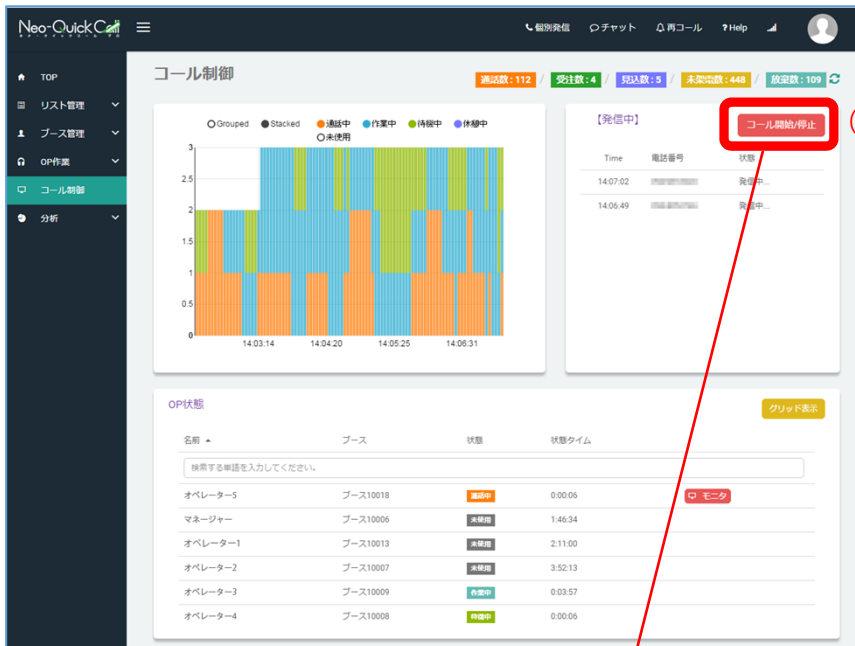 Neo-QuickCall
ネオ・クイックコール プロ
個別発信
チャット
再コール
?Help
TOP
リスト管理
ブース管理
OP作業
コール制御
分析
コール制御
通話数:112 / 受注数:4 / 見込数:5 / 未架電数:448 / 放棄数:109
Grouped Stacked 通話中 作業中 待機中 休憩中
未使用
3
2.5
2
1.5
1
0.5
0
14:03:14 14:04:20 14:05:25 14:06:31
【発信中】
コール開始/停止
Time 電話番号 状態
14:07:02 発信中...
14:06:49 発信中...
OP状態
グリッド表示
名前 ブース 状態 状態タイム
検索する単語を入力してください。
オペレーター5 ブース10018 通話中 0:00:06 モニタ
マネージャー ブース10006 未使用 1:46:34
オペレーター1 ブース10013 未使用 2:11:00
オペレーター2 ブース10007 未使用 3:52:13
オペレーター3 ブース10009 作業中 0:03:57
オペレーター4 ブース10008 待機中 0:00:06